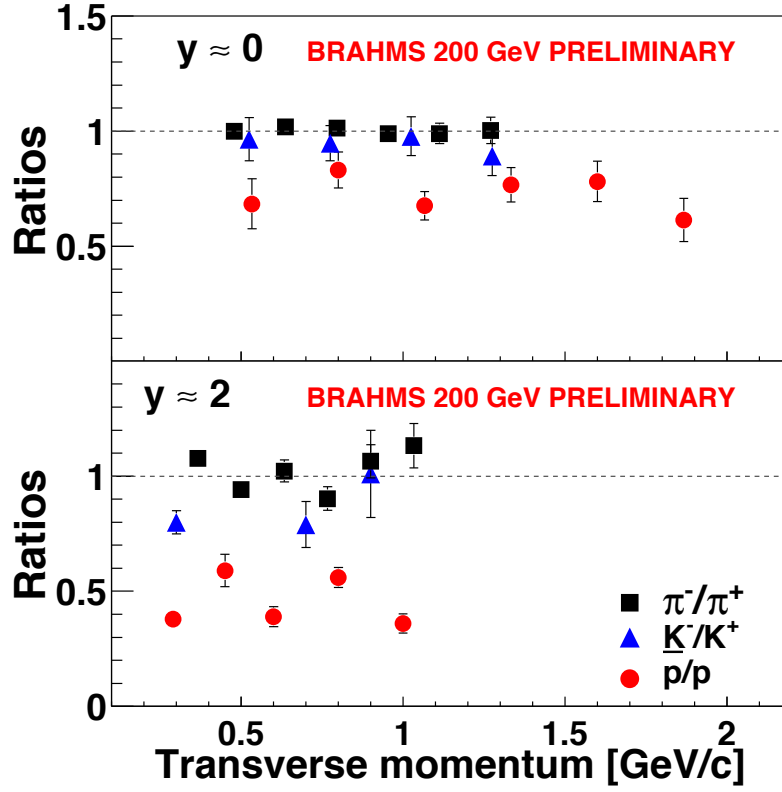 1.5
y ≈ 0 BRAHMS 200 GeV PRELIMINARY
1
Ratios
0.5
y ≈ 2 BRAHMS 200 GeV PRELIMINARY
1
Ratios
0.5
π⁻/π⁺
K⁻/K⁺
p̅/p
0
0.5 1 1.5 2
Transverse momentum [GeV/c]